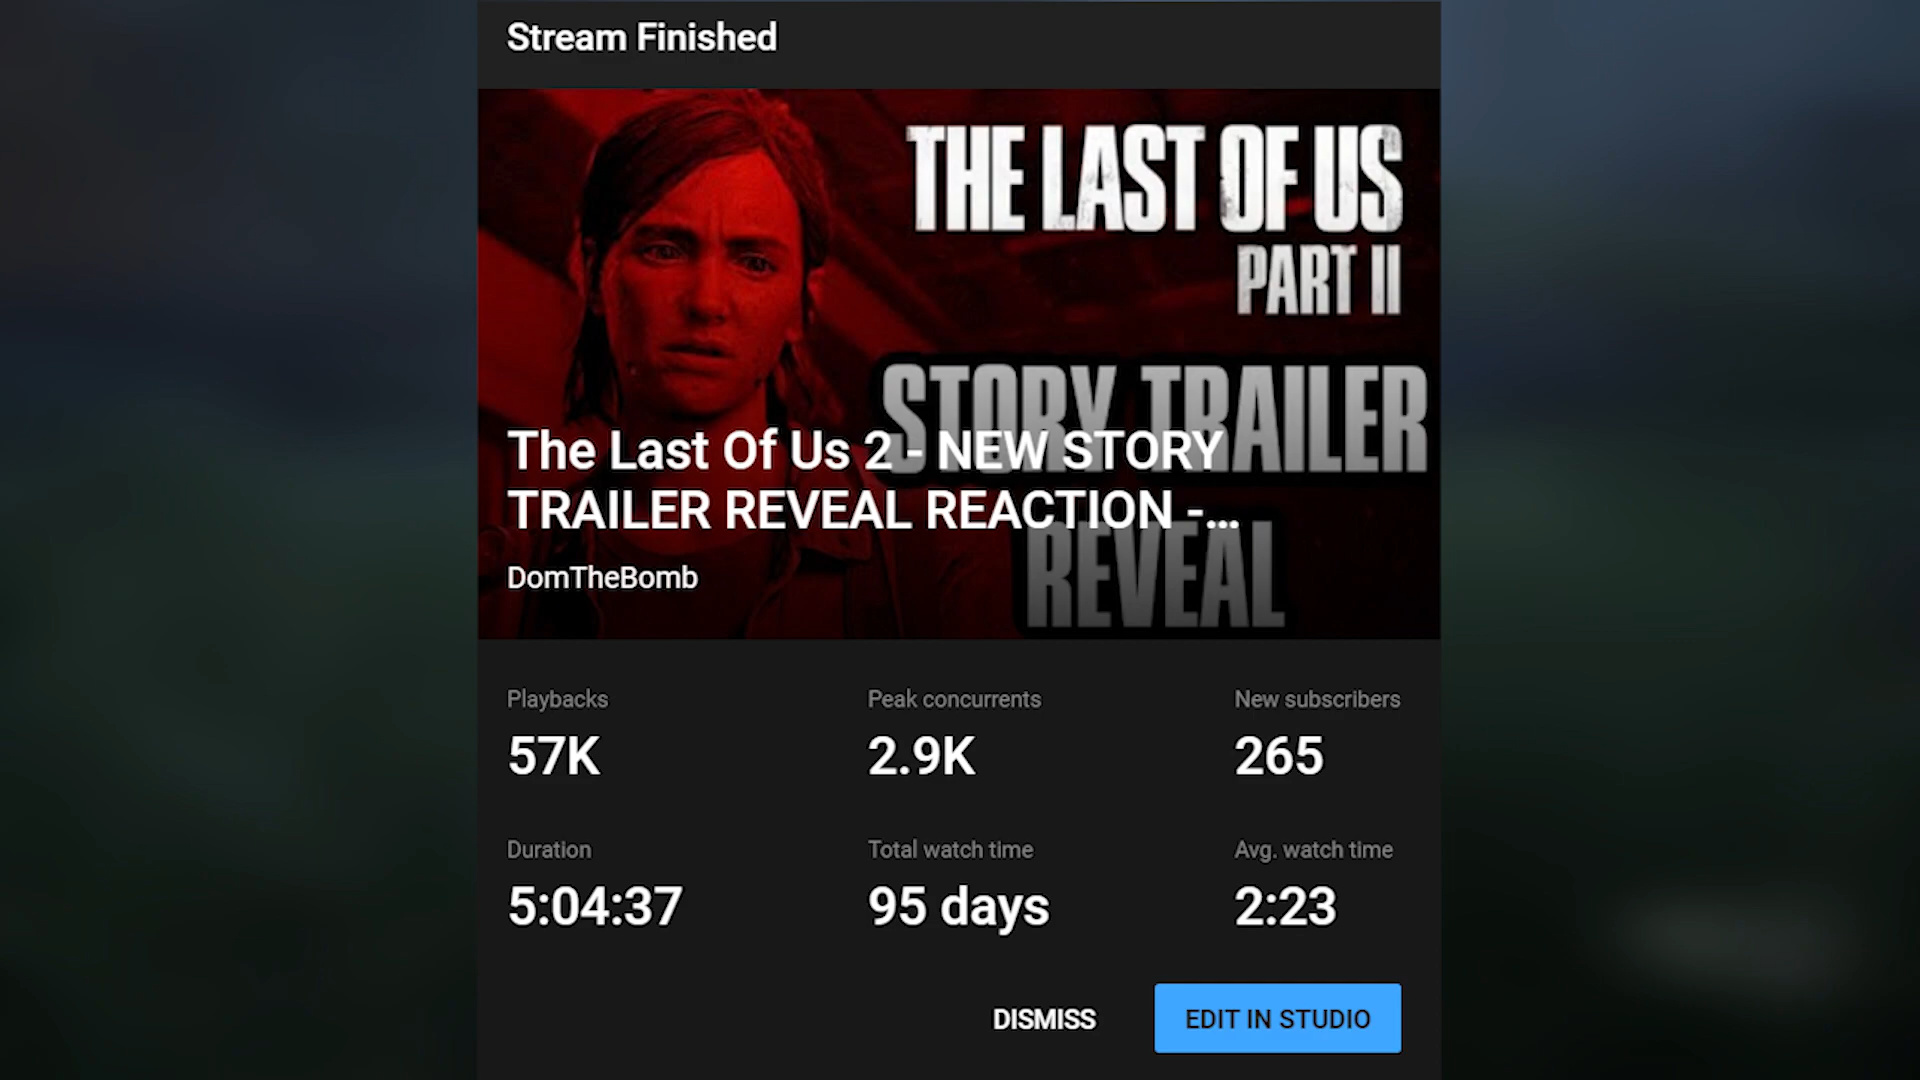 Stream Finished
THE LAST OF US
PART II
STORY TRAILER
REVEAL
The Last Of Us 2 - NEW STORY
TRAILER REVEAL REACTION -...
DomTheBomb
Playbacks
57K
Peak concurrents
2.9K
New subscribers
265
Duration
5:04:37
Total watch time
95 days
Avg. watch time
2:23
DISMISS
EDIT IN STUDIO